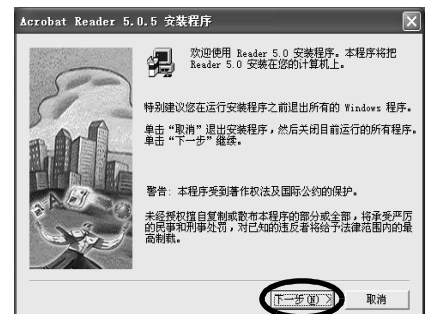 Acrobat Reader 5.0.5 安装程序
欢迎使用 Reader 5.0 安装程序。本程序将把
Reader 5.0 安装在您的计算机上。
特别建议您在运行安装程序之前退出所有的 Windows 程序。
单击“取消”退出安装程序，然后关闭目前运行的所有程序。
单击“下一步”继续。
警告: 本程序受到著作权法及国际公约的保护。
未经授权擅自复制或散布本程序的部分或全部，将承受严厉
的民事和刑事处罚，对已知的违反者将给予法律范围内的最
高制裁。
下一步(N) >
取消